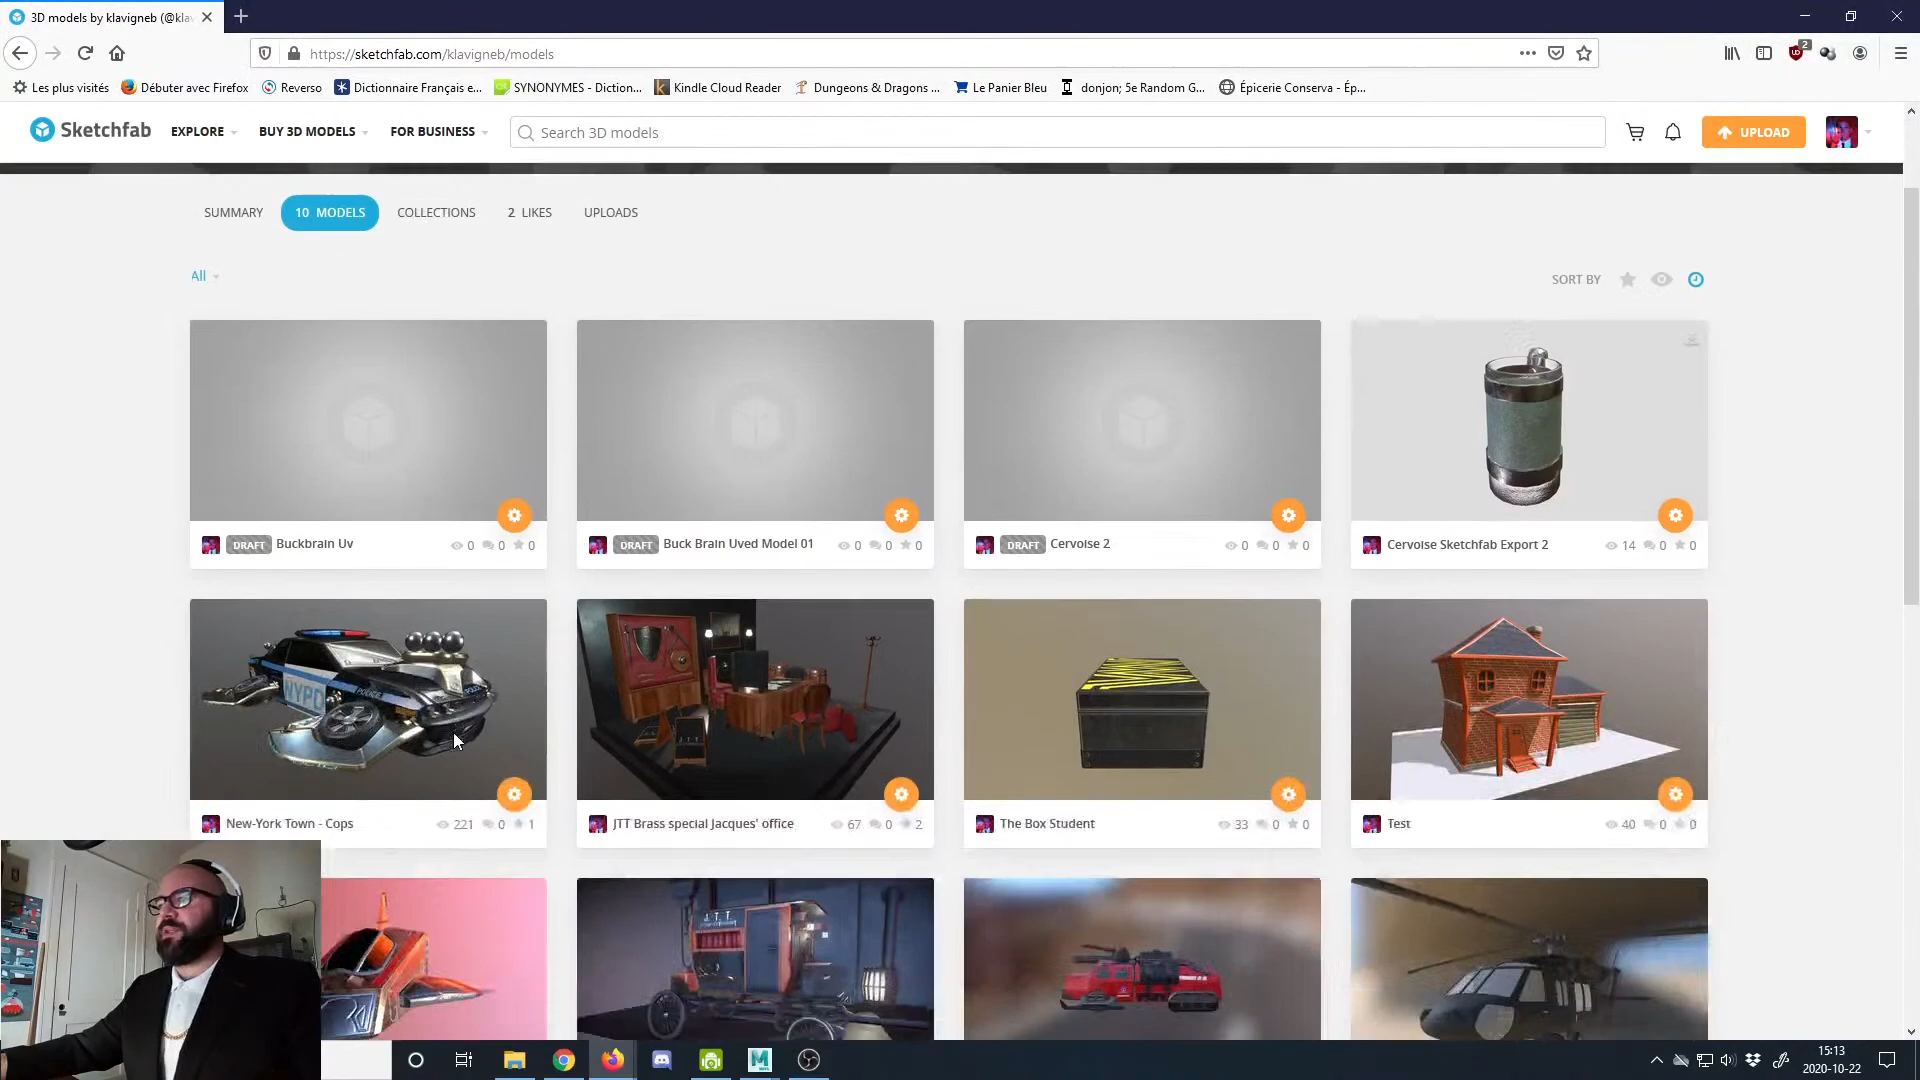 3D models by klavigneb (@kla
https://sketchfab.com/klavigneb/models
2
Les plus visités
Débuter avec Firefox
Reverso
Dictionnaire Français e...
SYNONYMES - Diction...
Kindle Cloud Reader
Dungeons & Dragons ...
Le Panier Bleu
donjon; 5e Random G...
Épicerie Conserva - Ép...
Sketchfab
EXPLORE
BUY 3D MODELS
FOR BUSINESS
Search 3D models
UPLOAD
SUMMARY
10 MODELS
COLLECTIONS
2 LIKES
UPLOADS
All
SORT BY
DRAFT Buckbrain Uv 0 0 0
DRAFT Buck Brain Uved Model 01 0 0 0
DRAFT Cervoise 2 0 0 0
Cervoise Sketchfab Export 2 14 0 0
NYPD
POLICE
J.T.T.
New-York Town - Cops 221 0 1
JTT Brass special Jacques' office 67 0 2
The Box Student 33 0 0
Test 40 0 0
J.T.T.
15:13
2020-10-22